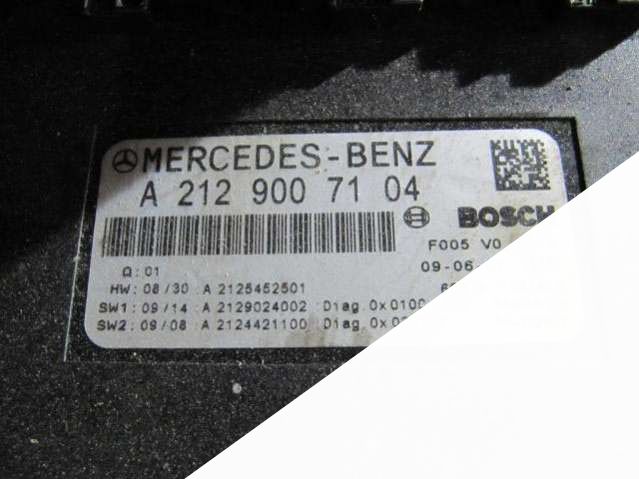 MERCEDES-BENZ
A 212 900 71 04
BOSCH
F005 V0
Q: 01
09-06
HW: 08/30 A 2125452501
SW1: 09/14 A 2129024002 Diag. 0x0100
SW2: 09/08 A 2124421100 Diag.